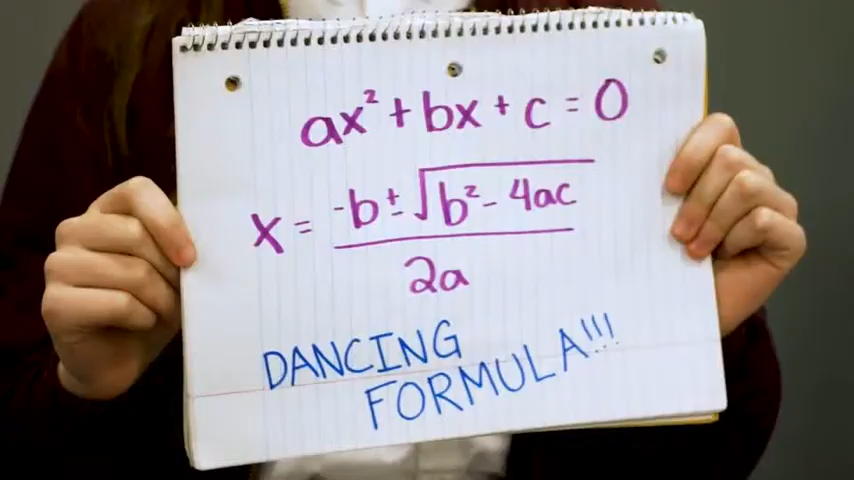 ax² + bx + c = 0
x = -b ± √b² - 4ac
2a
DANCING
FORMULA!!!